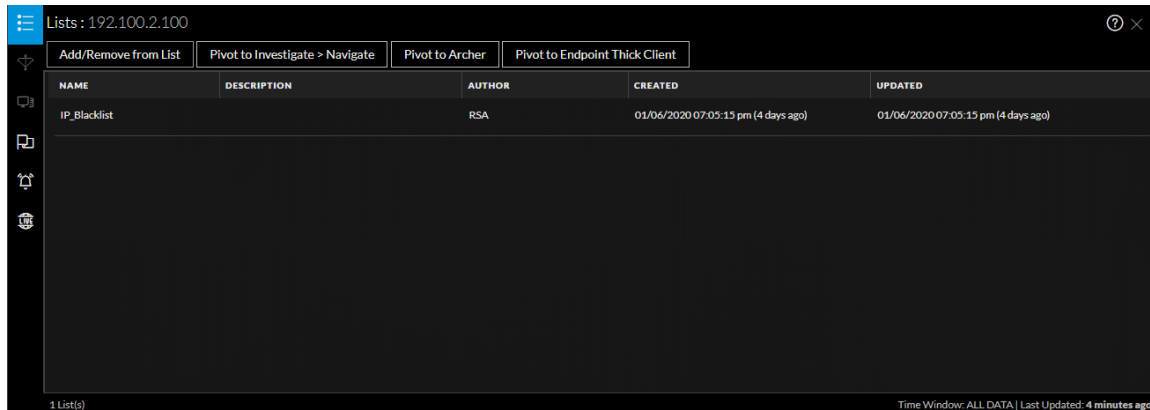 Lists : 192.100.2.100
Add/Remove from List Pivot to Investigate > Navigate Pivot to Archer Pivot to Endpoint Thick Client
NAME DESCRIPTION AUTHOR CREATED UPDATED
IP_Blacklist RSA 01/06/2020 07:05:15 pm (4 days ago) 01/06/2020 07:05:15 pm (4 days ago)
LIVE
1 List(s) Time Window: ALL DATA | Last Updated: 4 minutes ago